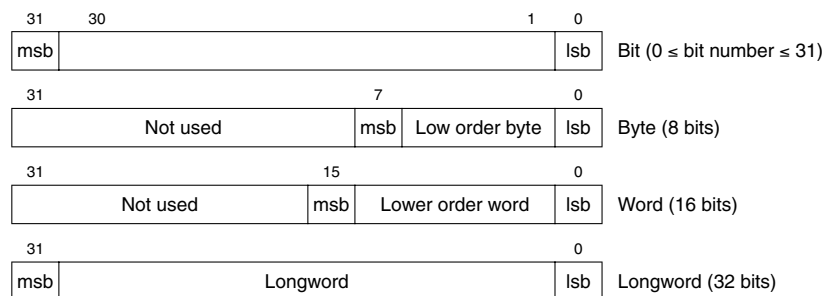 31 30 1 0
msb lsb Bit (0 ≤ bit number ≤ 31)
31 7 0
Not used msb Low order byte lsb Byte (8 bits)
31 15 0
Not used msb Lower order word lsb Word (16 bits)
31 0
msb Longword lsb Longword (32 bits)